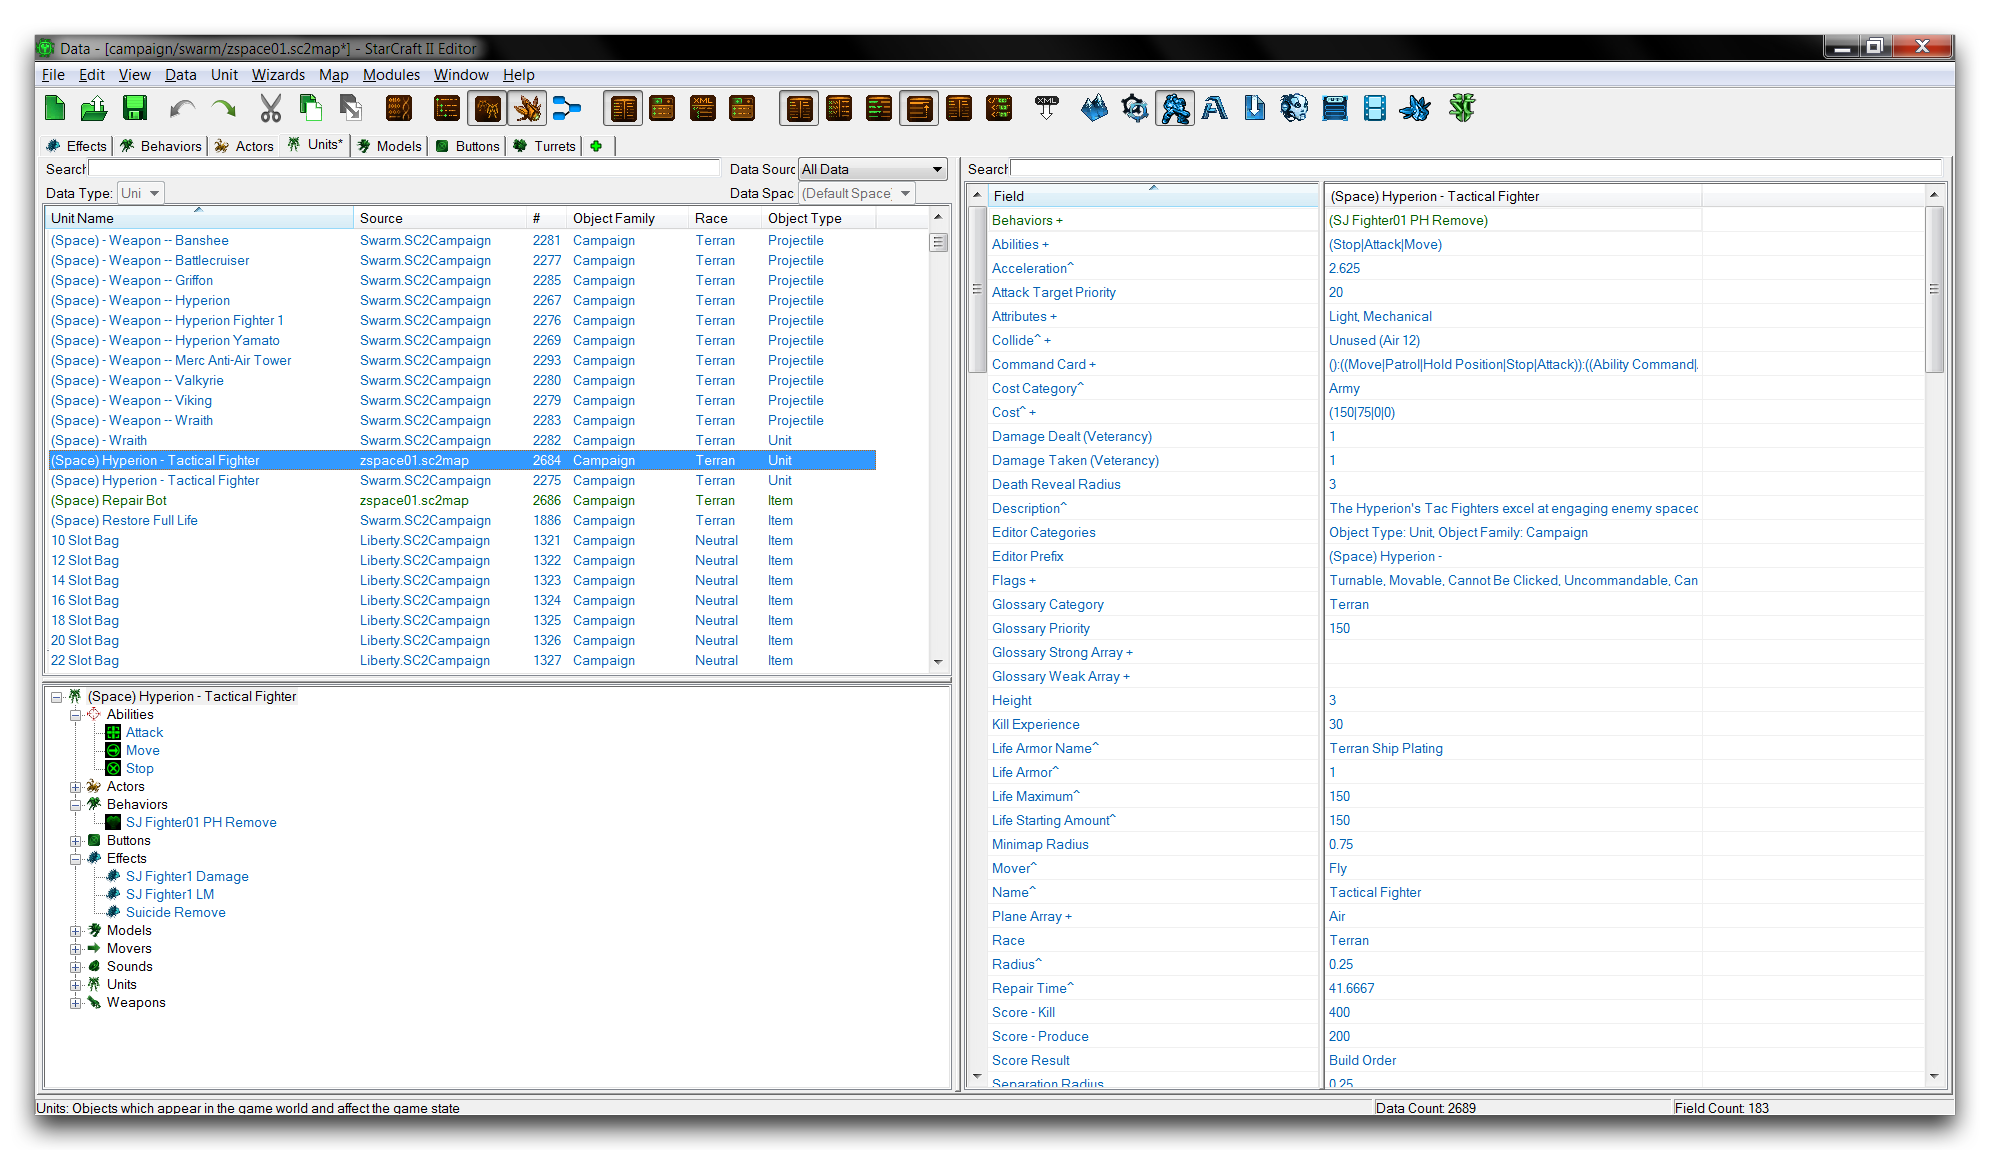 Data - [campaign/swarm/zspace01.sc2map*] - StarCraft II Editor
File Edit View Data Unit Wizards Map Modules Window Help
Effects Behaviors Actors Units* Models Buttons Turrets
Search Data Sourc All Data
Data Type: Uni Data Spac (Default Space)
Unit Name Source # Object Family Race Object Type
(Space) - Weapon -- Banshee Swarm.SC2Campaign 2281 Campaign Terran Projectile
(Space) - Weapon -- Battlecruiser Swarm.SC2Campaign 2277 Campaign Terran Projectile
(Space) - Weapon -- Griffon Swarm.SC2Campaign 2285 Campaign Terran Projectile
(Space) - Weapon -- Hyperion Swarm.SC2Campaign 2267 Campaign Terran Projectile
(Space) - Weapon -- Hyperion Fighter 1 Swarm.SC2Campaign 2276 Campaign Terran Projectile
(Space) - Weapon -- Hyperion Yamato Swarm.SC2Campaign 2269 Campaign Terran Projectile
(Space) - Weapon -- Merc Anti-Air Tower Swarm.SC2Campaign 2293 Campaign Terran Projectile
(Space) - Weapon -- Valkyrie Swarm.SC2Campaign 2280 Campaign Terran Projectile
(Space) - Weapon -- Viking Swarm.SC2Campaign 2279 Campaign Terran Projectile
(Space) - Weapon -- Wraith Swarm.SC2Campaign 2283 Campaign Terran Projectile
(Space) - Wraith Swarm.SC2Campaign 2282 Campaign Terran Unit
(Space) Hyperion - Tactical Fighter zspace01.sc2map 2684 Campaign Terran Unit
(Space) Hyperion - Tactical Fighter Swarm.SC2Campaign 2275 Campaign Terran Unit
(Space) Repair Bot zspace01.sc2map 2686 Campaign Terran Item
(Space) Restore Full Life Swarm.SC2Campaign 1886 Campaign Terran Item
10 Slot Bag Liberty.SC2Campaign 1321 Campaign Neutral Item
12 Slot Bag Liberty.SC2Campaign 1322 Campaign Neutral Item
14 Slot Bag Liberty.SC2Campaign 1323 Campaign Neutral Item
16 Slot Bag Liberty.SC2Campaign 1324 Campaign Neutral Item
18 Slot Bag Liberty.SC2Campaign 1325 Campaign Neutral Item
20 Slot Bag Liberty.SC2Campaign 1326 Campaign Neutral Item
22 Slot Bag Liberty.SC2Campaign 1327 Campaign Neutral Item
(Space) Hyperion - Tactical Fighter
Abilities
Attack
Move
Stop
Actors
Behaviors
SJ Fighter01 PH Remove
Buttons
Effects
SJ Fighter1 Damage
SJ Fighter1 LM
Suicide Remove
Models
Movers
Sounds
Units
Weapons
Search
Field (Space) Hyperion - Tactical Fighter
Behaviors + (SJ Fighter01 PH Remove)
Abilities + (Stop|Attack|Move)
Acceleration^ 2.625
Attack Target Priority 20
Attributes + Light, Mechanical
Collide^ + Unused (Air 12)
Command Card + ():((Move|Patrol|Hold Position|Stop|Attack)):((Ability Command|.
Cost Category^ Army
Cost^ + (150|75|0|0)
Damage Dealt (Veterancy) 1
Damage Taken (Veterancy) 1
Death Reveal Radius 3
Description^ The Hyperion's Tac Fighters excel at engaging enemy spacec
Editor Categories Object Type: Unit, Object Family: Campaign
Editor Prefix (Space) Hyperion -
Flags + Turnable, Movable, Cannot Be Clicked, Uncommandable, Can
Glossary Category Terran
Glossary Priority 150
Glossary Strong Array +
Glossary Weak Array +
Height 3
Kill Experience 30
Life Armor Name^ Terran Ship Plating
Life Armor^ 1
Life Maximum^ 150
Life Starting Amount^ 150
Minimap Radius 0.75
Mover^ Fly
Name^ Tactical Fighter
Plane Array + Air
Race Terran
Radius^ 0.25
Repair Time^ 41.6667
Score - Kill 400
Score - Produce 200
Score Result Build Order
Separation Radius 0.25
Units: Objects which appear in the game world and affect the game state Data Count: 2689 Field Count: 183